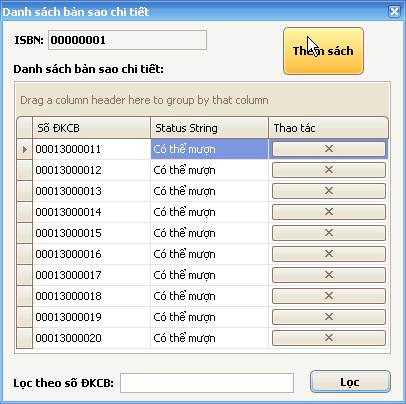 Danh sách bản sao chi tiết
ISBN: 00000001
Thêm sách
Danh sách bản sao chi tiết:
Drag a column header here to group by that column
Số ĐKCB Status String Thao tác
00013000011 Có thể mượn
00013000012 Có thể mượn
00013000013 Có thể mượn
00013000014 Có thể mượn
00013000015 Có thể mượn
00013000016 Có thể mượn
00013000017 Có thể mượn
00013000018 Có thể mượn
00013000019 Có thể mượn
00013000020 Có thể mượn
Lọc theo số ĐKCB: Lọc